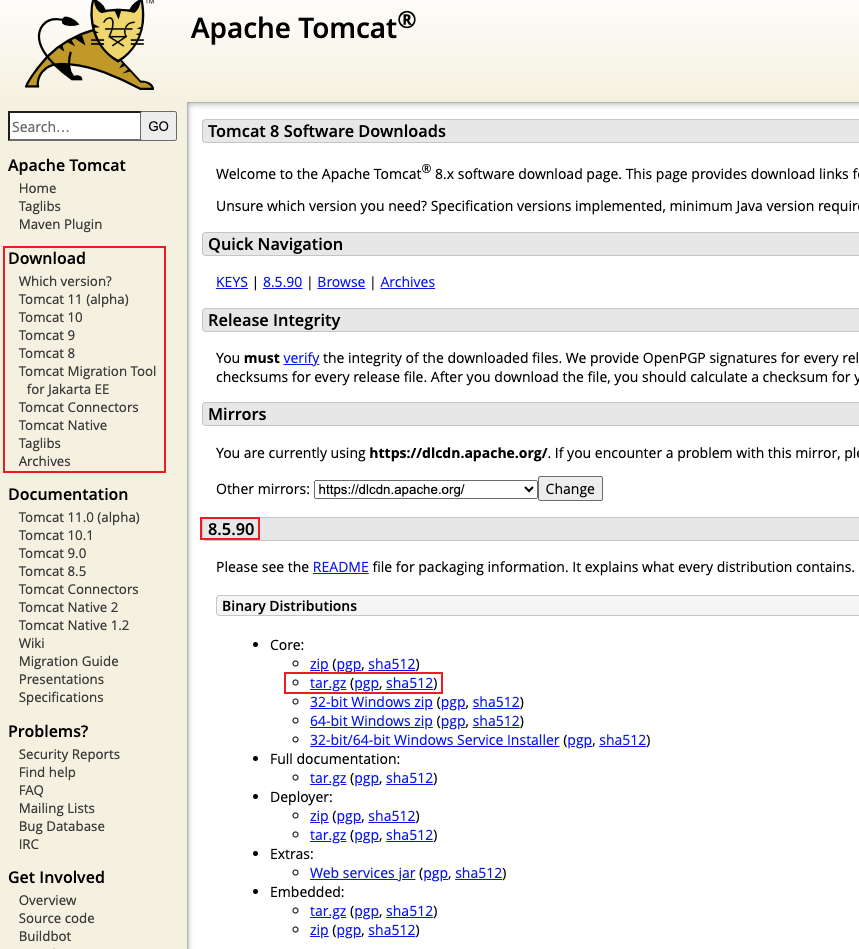 TM
Apache Tomcat®
Search...
GO
Apache Tomcat
Home
Taglibs
Maven Plugin
Download
Which version?
Tomcat 11 (alpha)
Tomcat 10
Tomcat 9
Tomcat 8
Tomcat Migration Tool
for Jakarta EE
Tomcat Connectors
Tomcat Native
Taglibs
Archives
Documentation
Tomcat 11.0 (alpha)
Tomcat 10.1
Tomcat 9.0
Tomcat 8.5
Tomcat Connectors
Tomcat Native 2
Tomcat Native 1.2
Wiki
Migration Guide
Presentations
Specifications
Problems?
Security Reports
Find help
FAQ
Mailing Lists
Bug Database
IRC
Get Involved
Overview
Source code
Buildbot
Tomcat 8 Software Downloads
Welcome to the Apache Tomcat® 8.x software download page. This page provides download links f
Unsure which version you need? Specification versions implemented, minimum Java version requir
Quick Navigation
KEYS | 8.5.90 | Browse | Archives
Release Integrity
You must verify the integrity of the downloaded files. We provide OpenPGP signatures for every rel
checksums for every release file. After you download the file, you should calculate a checksum for y
Mirrors
You are currently using https://dlcdn.apache.org/. If you encounter a problem with this mirror, ple
Other mirrors: https://dlcdn.apache.org/ Change
8.5.90
Please see the README file for packaging information. It explains what every distribution contains.
Binary Distributions
Core:
zip (pgp, sha512)
tar.gz (pgp, sha512)
32-bit Windows zip (pgp, sha512)
64-bit Windows zip (pgp, sha512)
32-bit/64-bit Windows Service Installer (pgp, sha512)
Full documentation:
tar.gz (pgp, sha512)
Deployer:
zip (pgp, sha512)
tar.gz (pgp, sha512)
Extras:
Web services jar (pgp, sha512)
Embedded:
tar.gz (pgp, sha512)
zip (pgp, sha512)